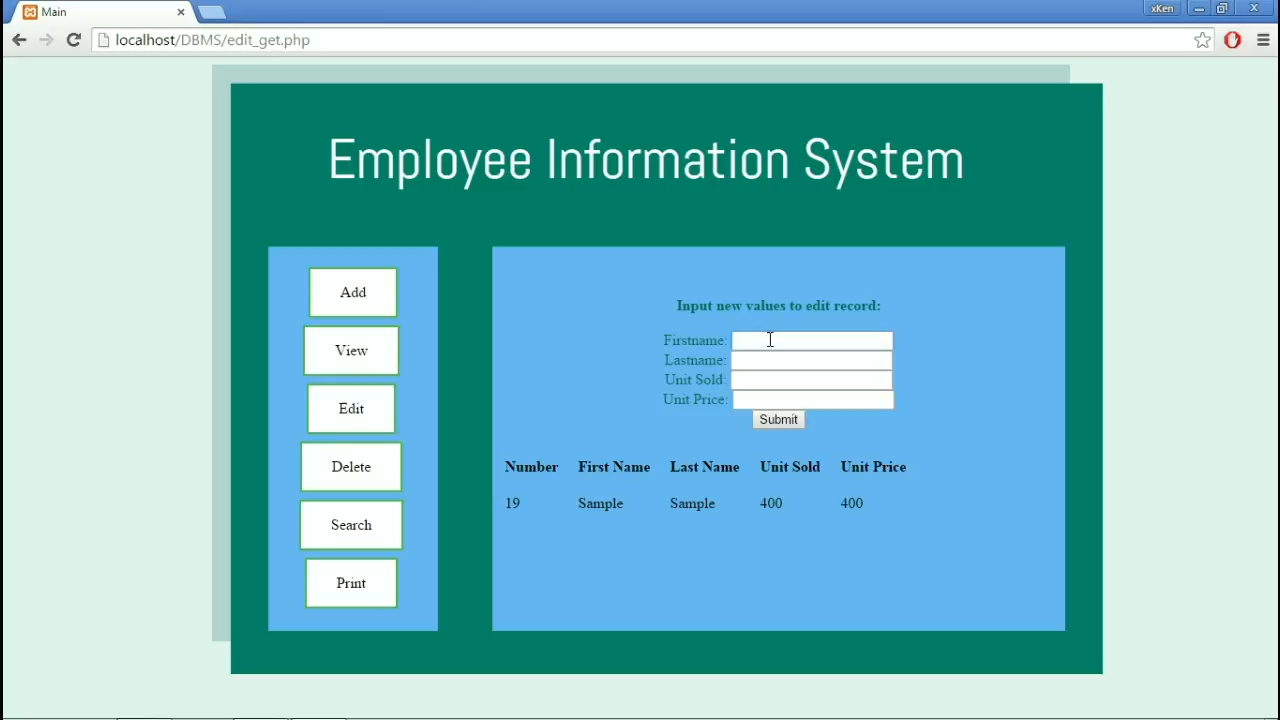 Main
xKen
localhost/DBMS/edit_get.php
Employee Information System
Add
View
Edit
Delete
Search
Print
Input new values to edit record:
Firstname:
Lastname:
Unit Sold:
Unit Price:
Submit
Number First Name Last Name Unit Sold Unit Price
19 Sample Sample 400 400